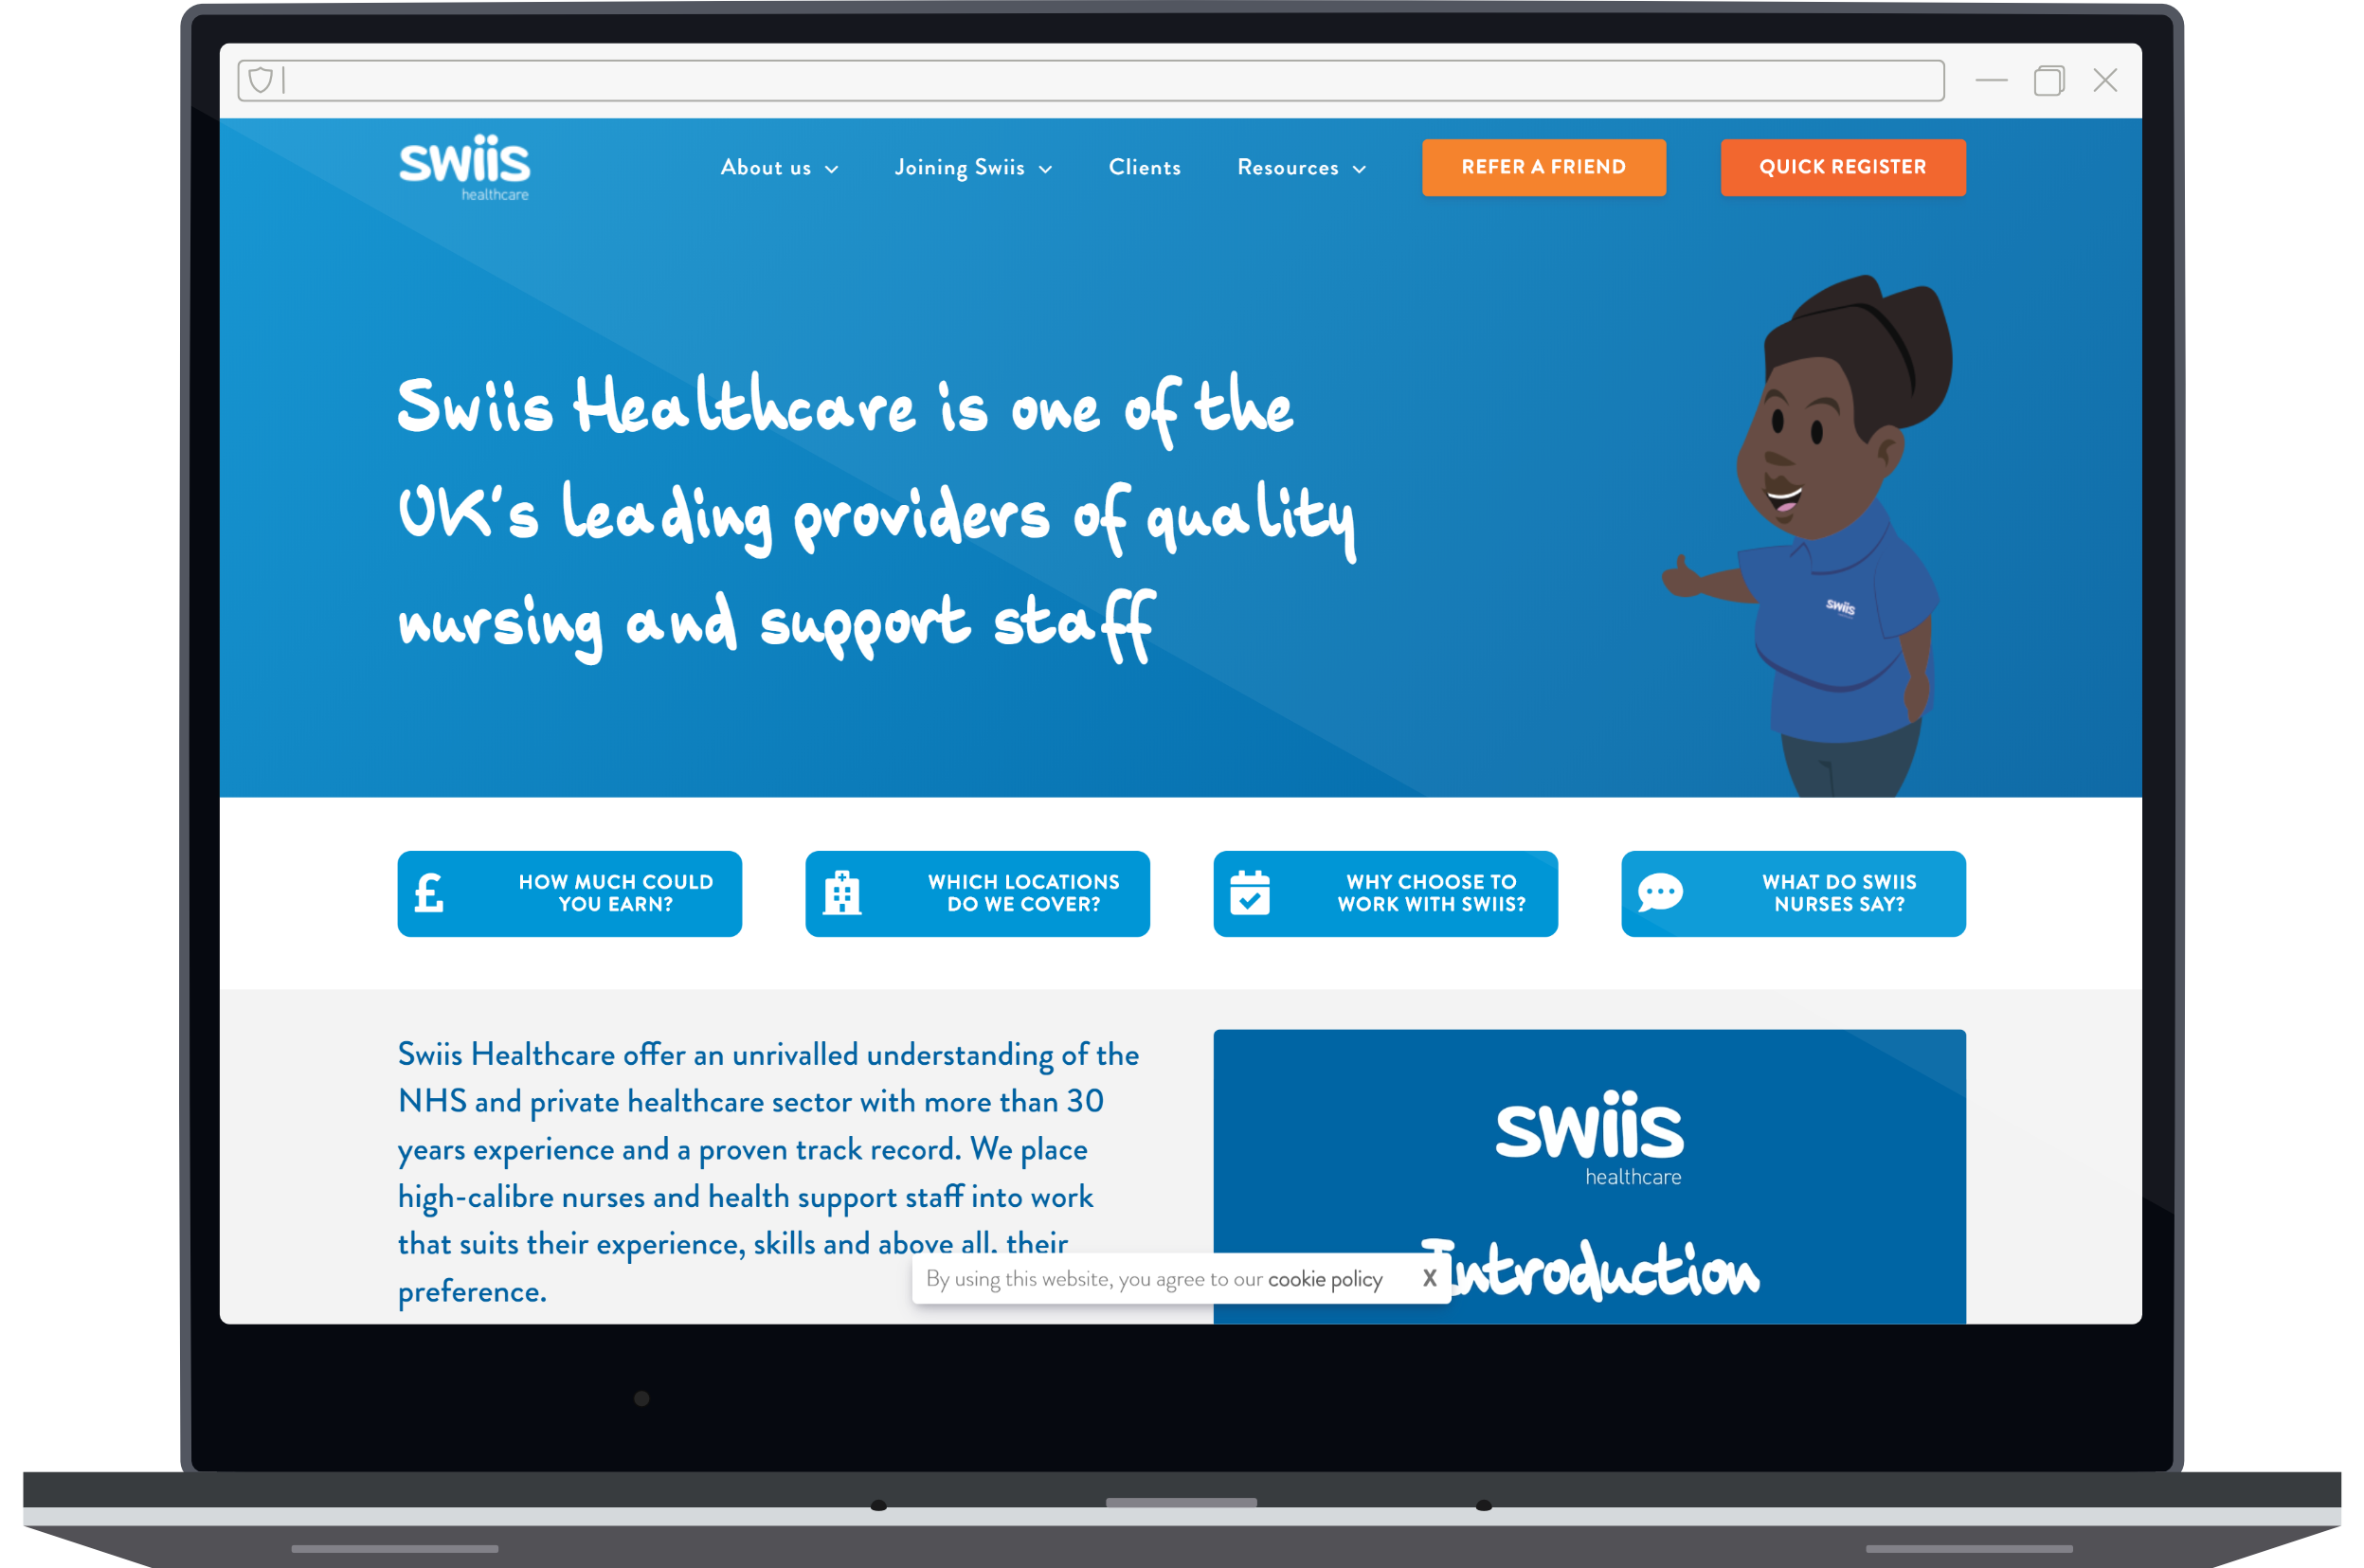 swiis
healthcare
About us
Joining Swiis
Clients
Resources
REFER A FRIEND
QUICK REGISTER
Swiis Healthcare is one of the
UK's leading providers of quality
nursing and support staff
swiis
HOW MUCH COULD
YOU EARN?
WHICH LOCATIONS
DO WE COVER?
WHY CHOOSE TO
WORK WITH SWIIS?
WHAT DO SWIIS
NURSES SAY?
Swiis Healthcare offer an unrivalled understanding of the
NHS and private healthcare sector with more than 30
years experience and a proven track record. We place
high-calibre nurses and health support staff into work
that suits their experience, skills and above all, their
preference.
swiis
healthcare
Introduction
By using this website, you agree to our cookie policy X